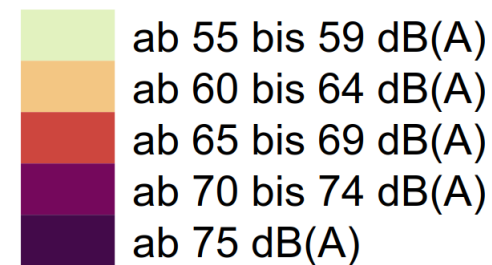 ab 55 bis 59 dB(A)
ab 60 bis 64 dB(A)
ab 65 bis 69 dB(A)
ab 70 bis 74 dB(A)
ab 75 dB(A)